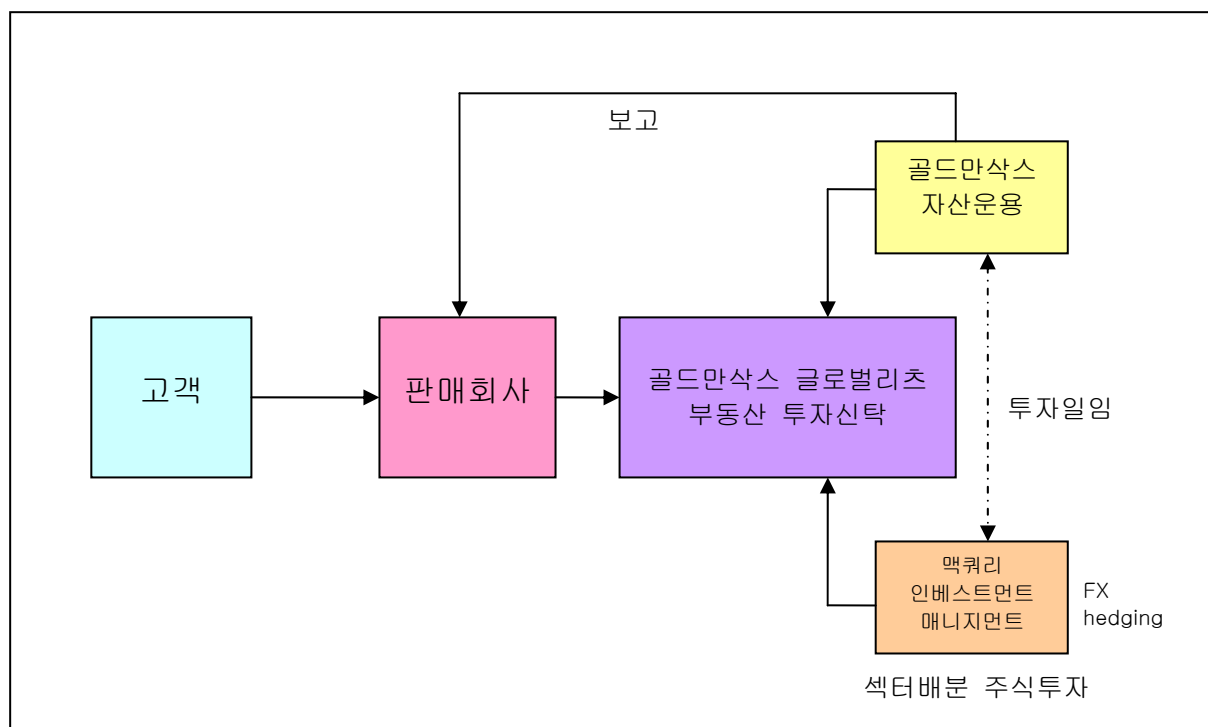 보고
골드만삭스
자산운용
고객
판매회사
골드만삭스 글로벌리츠
부동산 투자신탁
투자일임
맥쿼리
인베스트먼트
매니지먼트
FX
hedging
섹터배분 주식투자